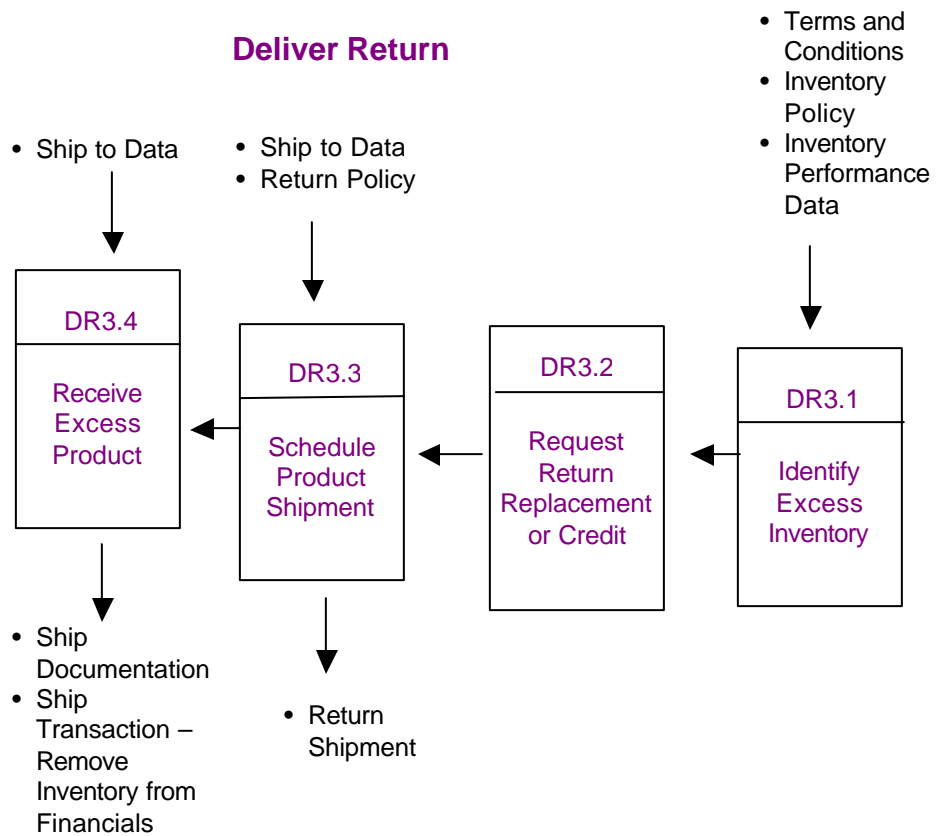 Deliver Return
• Terms and
Conditions
• Inventory
Policy
• Inventory
Performance
Data
• Ship to Data
• Ship to Data
• Return Policy
DR3.4
Receive
Excess
Product
DR3.3
Schedule
Product
Shipment
DR3.2
Request
Return
Replacement
or Credit
DR3.1
Identify
Excess
Inventory
• Ship
Documentation
• Ship
Transaction –
Remove
Inventory from
Financials
• Return
Shipment